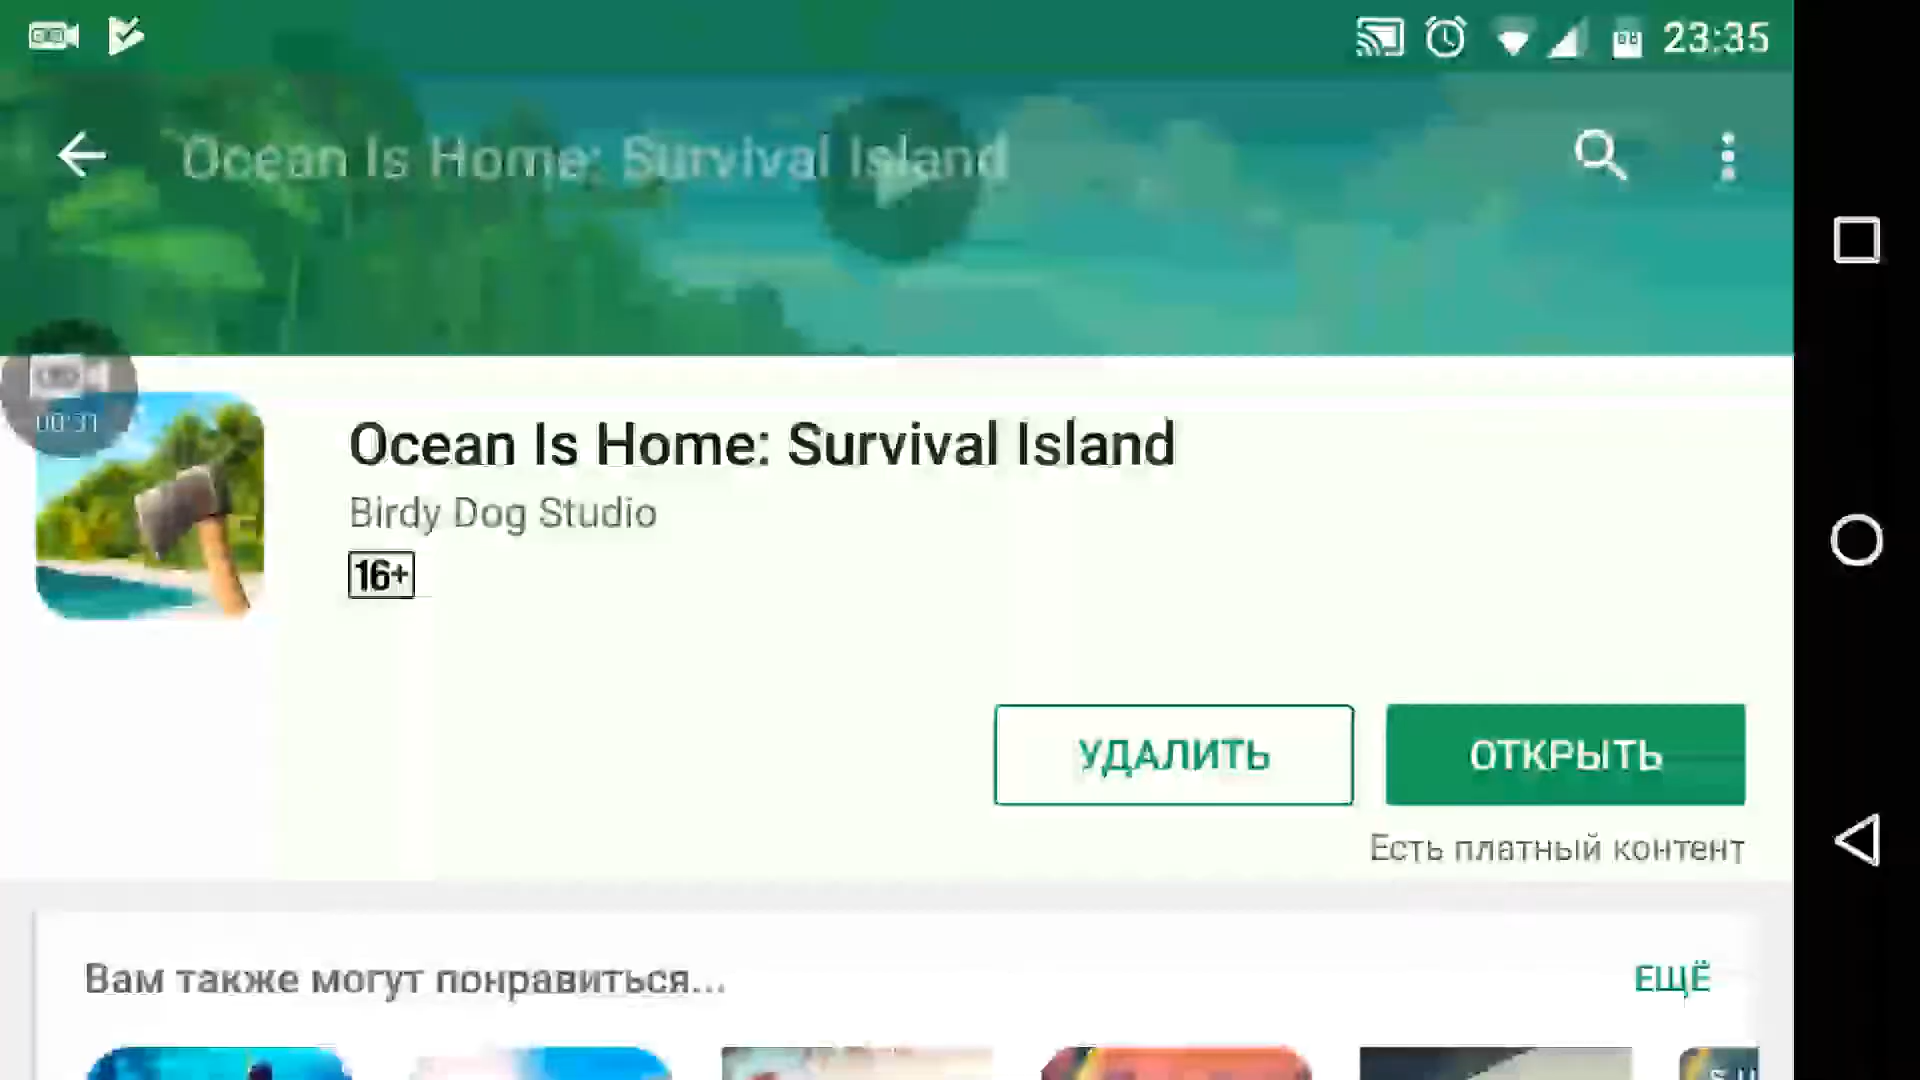 23:35
Ocean Is Home: Survival Island
00:31
Ocean Is Home: Survival Island
Birdy Dog Studio
16+
УДАЛИТЬ
ОТКРЫТЬ
Есть платный контент
Вам также могут понравиться...
ЕЩЁ